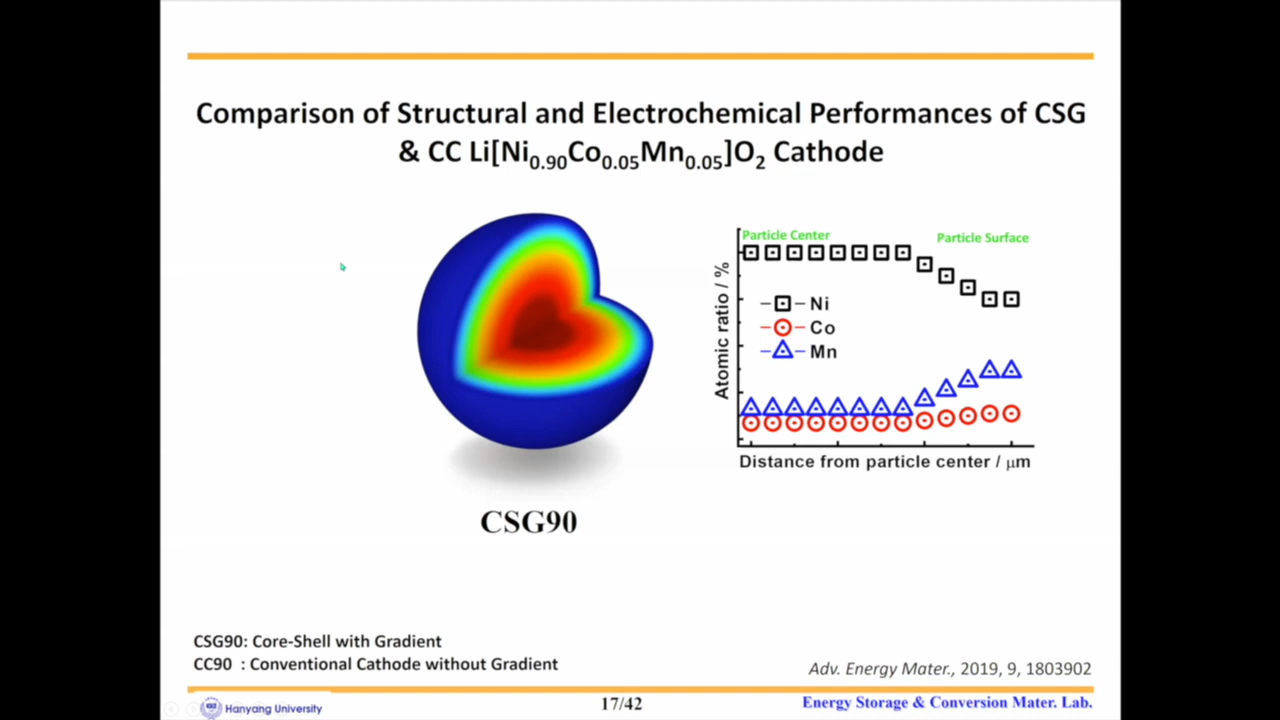 Comparison of Structural and Electrochemical Performances of CSG
& CC Li[Ni0.90Co0.05Mn0.05]O2 Cathode
Particle Center
Particle Surface
Ni
Co
Mn
Atomic ratio / %
Distance from particle center / μm
CSG90
CSG90: Core-Shell with Gradient
CC90 : Conventional Cathode without Gradient
Adv. Energy Mater., 2019, 9, 1803902
Hanyang University
17/42
Energy Storage & Conversion Mater. Lab.